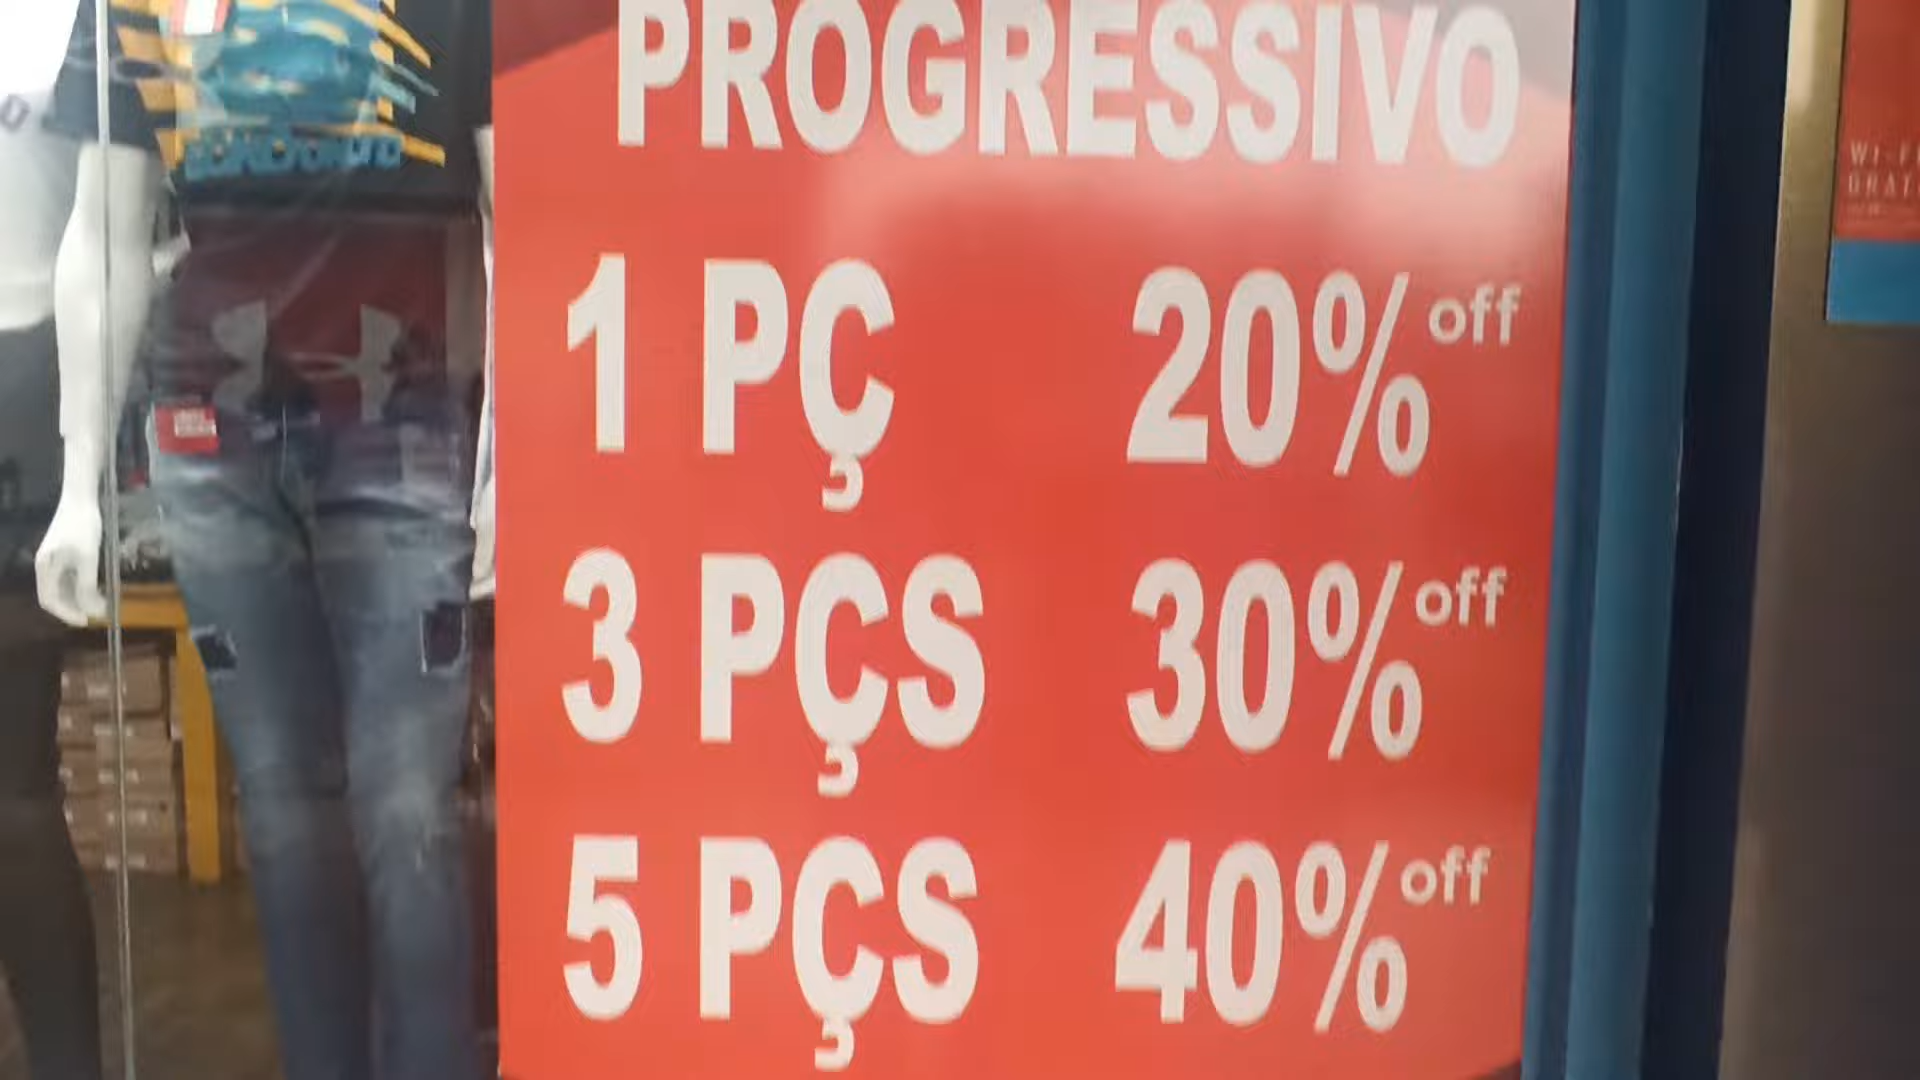 PROGRESSIVO
1 PÇ 20% off
3 PÇS 30% off
5 PÇS 40% off